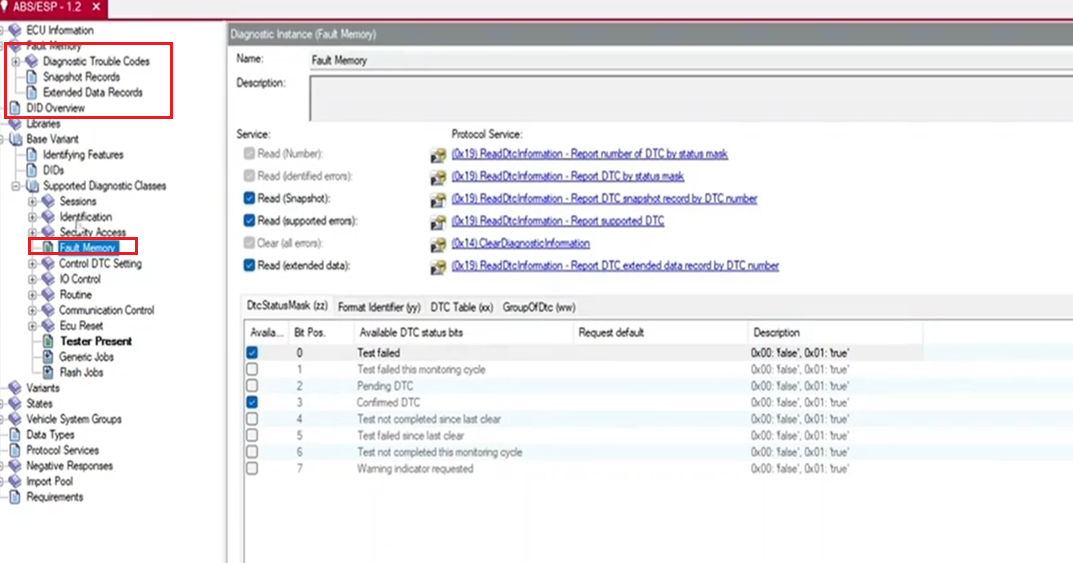 ABS/ESP - 1.2 ×
ECU Information
Fault Memory
Diagnostic Trouble Codes
Snapshot Records
Extended Data Records
DID Overview
Libraries
Base Variant
Identifying Features
DIDs
Supported Diagnostic Classes
Sessions
Identification
Security Access
Fault Memory
Control DTC Setting
IO Control
Routine
Communication Control
Ecu Reset
Tester Present
Generic Jobs
Flash Jobs
Variants
States
Vehicle System Groups
Data Types
Protocol Services
Negative Responses
Import Pool
Requirements
Diagnostic Instance (Fault Memory)
Name: Fault Memory
Description:
Service: Protocol Service:
Read (Number): (0x19) ReadDtcInformation - Report number of DTC by status mask
Read (identified errors): (0x19) ReadDtcInformation - Report DTC by status mask
Read (Snapshot): (0x19) ReadDtcInformation - Report DTC snapshot record by DTC number
Read (supported errors): (0x19) ReadDtcInformation - Report supported DTC
Clear (all errors): (0x14) ClearDiagnosticInformation
Read (extended data): (0x19) ReadDtcInformation - Report DTC extended data record by DTC number
DtcStatusMask (zz) Format Identifier (yy) DTC Table (xx) GroupOfDtc (ww)
Availa... Bit Pos. Available DTC status bits Request default Description
0 Test failed 0x00: 'false', 0x01: 'true'
1 Test failed this monitoring cycle 0x00: 'false', 0x01: 'true'
2 Pending DTC 0x00: 'false', 0x01: 'true'
3 Confirmed DTC 0x00: 'false', 0x01: 'true'
4 Test not completed since last clear 0x00: 'false', 0x01: 'true'
5 Test failed since last clear 0x00: 'false', 0x01: 'true'
6 Test not completed this monitoring cycle 0x00: 'false', 0x01: 'true'
7 Warning indicator requested 0x00: 'false', 0x01: 'true'